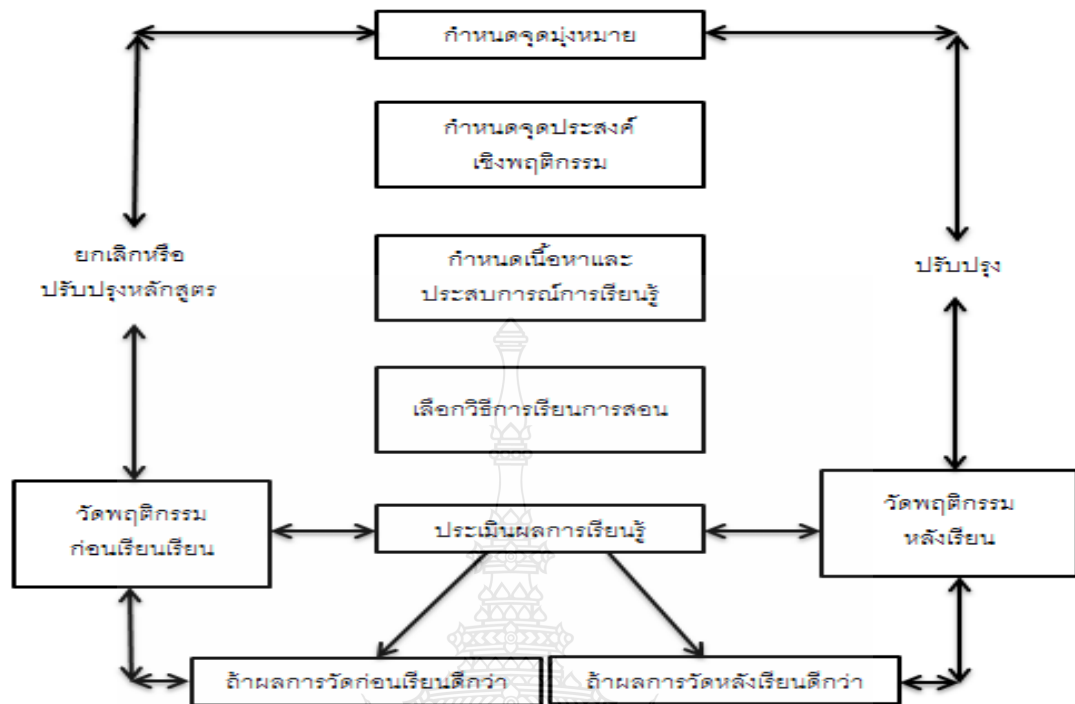 กำหนดจุดมุ่งหมาย
กำหนดจุดประสงค์
เชิงพฤติกรรม
ยกเลิกหรือ
ปรับปรุงหลักสูตร
กำหนดเนื้อหาและ
ประสบการณ์การเรียนรู้
ปรับปรุง
เลือกวิธีการเรียนการสอน
วัดพฤติกรรม
ก่อนเรียนเรียน
ประเมินผลการเรียนรู้
วัดพฤติกรรม
หลังเรียน
ถ้าผลการวัดก่อนเรียนดีกว่า
ถ้าผลการวัดหลังเรียนดีกว่า